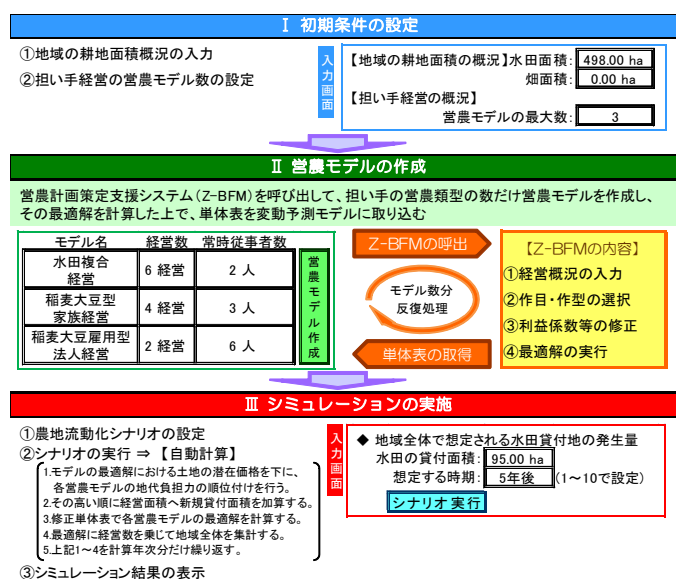 Ⅰ 初期条件の設定
①地域の耕地面積概況の入力
②担い手経営の営農モデル数の設定
入力画面
【地域の耕地面積の概況】水田面積: 498.00 ha
畑面積: 0.00 ha
【担い手経営の概況】
営農モデルの最大数: 3
Ⅱ 営農モデルの作成
営農計画策定支援システム(Z-BFM)を呼び出して、担い手の営農類型の数だけ営農モデルを作成し、
その最適解を計算した上で、単体表を変動予測モデルに取り込む
モデル名 経営数 常時従事者数
水田複合
経営 6 経営 2 人
稲麦大豆型
家族経営 4 経営 3 人
稲麦大豆雇用型
法人経営 2 経営 6 人
営農モデル作成
Z-BFMの呼出
モデル数分
反復処理
単体表の取得
【Z-BFMの内容】
①経営概況の入力
②作目・作型の選択
③利益係数等の修正
④最適解の実行
Ⅲ シミュレーションの実施
①農地流動化シナリオの設定
②シナリオの実行 ⇒ 【自動計算】
1.モデルの最適解における土地の潜在価格を下に、
各営農モデルの地代負担力の順位付けを行う。
2.その高い順に経営面積へ新規貸付面積を加算する。
3.修正単体表で各営農モデルの最適解を計算する。
4.最適解に経営数を乗じて地域全体を集計する。
5.上記1~4を計算年次分だけ繰り返す。
③シミュレーション結果の表示
入力画面
◆ 地域全体で想定される水田貸付地の発生量
水田の貸付面積: 95.00 ha
想定する時期: 5年後 (1~10で設定)
シナリオ実行